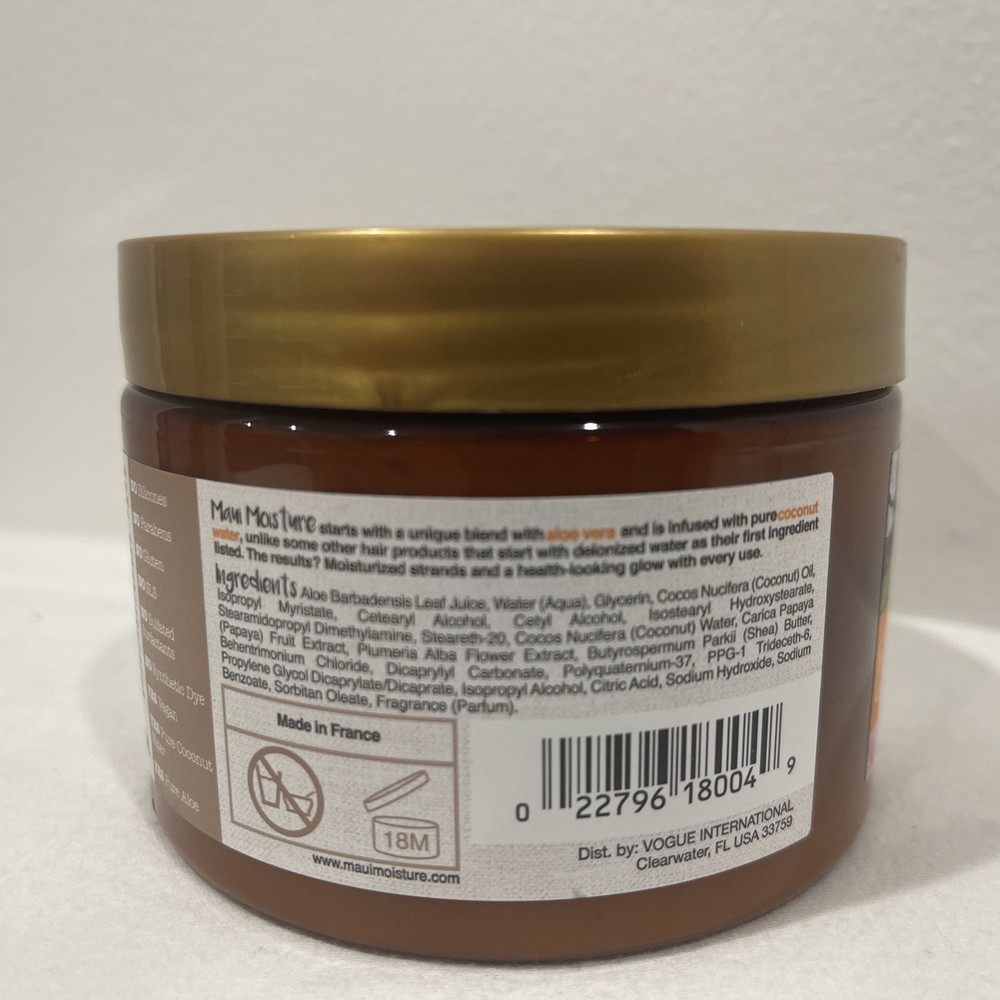 NO Silicones
NO Parabens
NO Gluten
NO SLS
NO Sulfated
Surfactants
NO Synthetic Dye
YES Vegan
YES Pure Coconut
Water
YES Pure Aloe
Maui Moisture starts with a unique blend with aloe vera and is infused with pure coconut
water, unlike some other hair products that start with deionized water as their first ingredient
listed. The results? Moisturized strands and a health-looking glow with every use.
Ingredients Aloe Barbadensis Leaf Juice, Water (Aqua), Glycerin, Cocos Nucifera (Coconut) Oil,
Isopropyl Myristate, Cetearyl Alcohol, Cetyl Alcohol, Isostearyl Hydroxystearate,
Stearamidopropyl Dimethylamine, Steareth-20, Cocos Nucifera (Coconut) Water, Carica Papaya
(Papaya) Fruit Extract, Plumeria Alba Flower Extract, Butyrospermum Parkii (Shea) Butter,
Behentrimonium Chloride, Dicaprylyl Carbonate, Polyquaternium-37, PPG-1 Trideceth-6,
Propylene Glycol Dicaprylate/Dicaprate, Isopropyl Alcohol, Citric Acid, Sodium Hydroxide, Sodium
Benzoate, Sorbitan Oleate, Fragrance (Parfum).
Made in France
18M
www.mauimoisture.com
0 22796 18004 9
Dist. by: VOGUE INTERNATIONAL
Clearwater, FL USA 33759